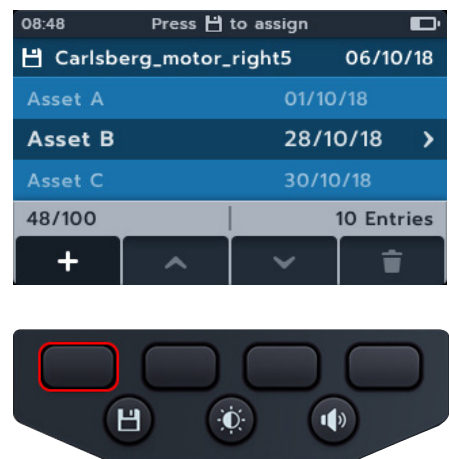 08:48 Press to assign
Carlsberg_motor_right5 06/10/18
Asset A 01/10/18
Asset B 28/10/18
Asset C 30/10/18
48/100 10 Entries